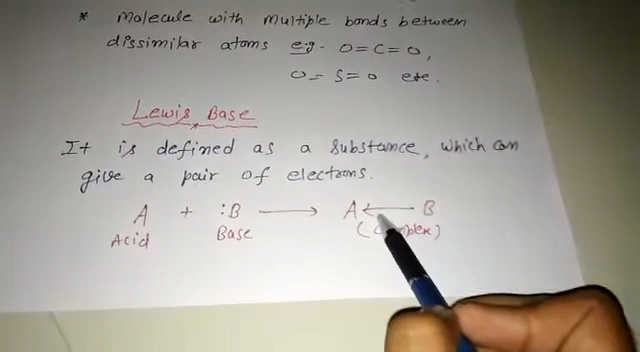 * Molecule with multiple bonds between
dissimilar atoms e.g. O=C=O,
O=S=O etc.
Lewis Base
It is defined as a substance, which can
give a pair of electrons.
A + :B ⟶ A ⟵ B
Acid Base (Complex)